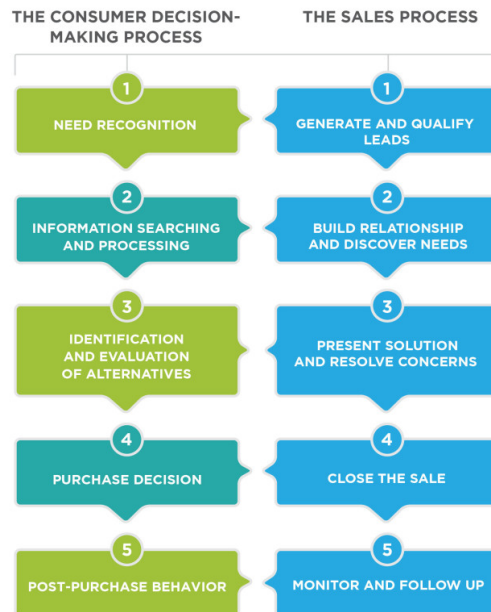 THE CONSUMER DECISION-
MAKING PROCESS
THE SALES PROCESS
1
NEED RECOGNITION
1
GENERATE AND QUALIFY
LEADS
2
INFORMATION SEARCHING
AND PROCESSING
2
BUILD RELATIONSHIP
AND DISCOVER NEEDS
3
IDENTIFICATION
AND EVALUATION
OF ALTERNATIVES
3
PRESENT SOLUTION
AND RESOLVE CONCERNS
4
PURCHASE DECISION
4
CLOSE THE SALE
5
POST-PURCHASE BEHAVIOR
5
MONITOR AND FOLLOW UP